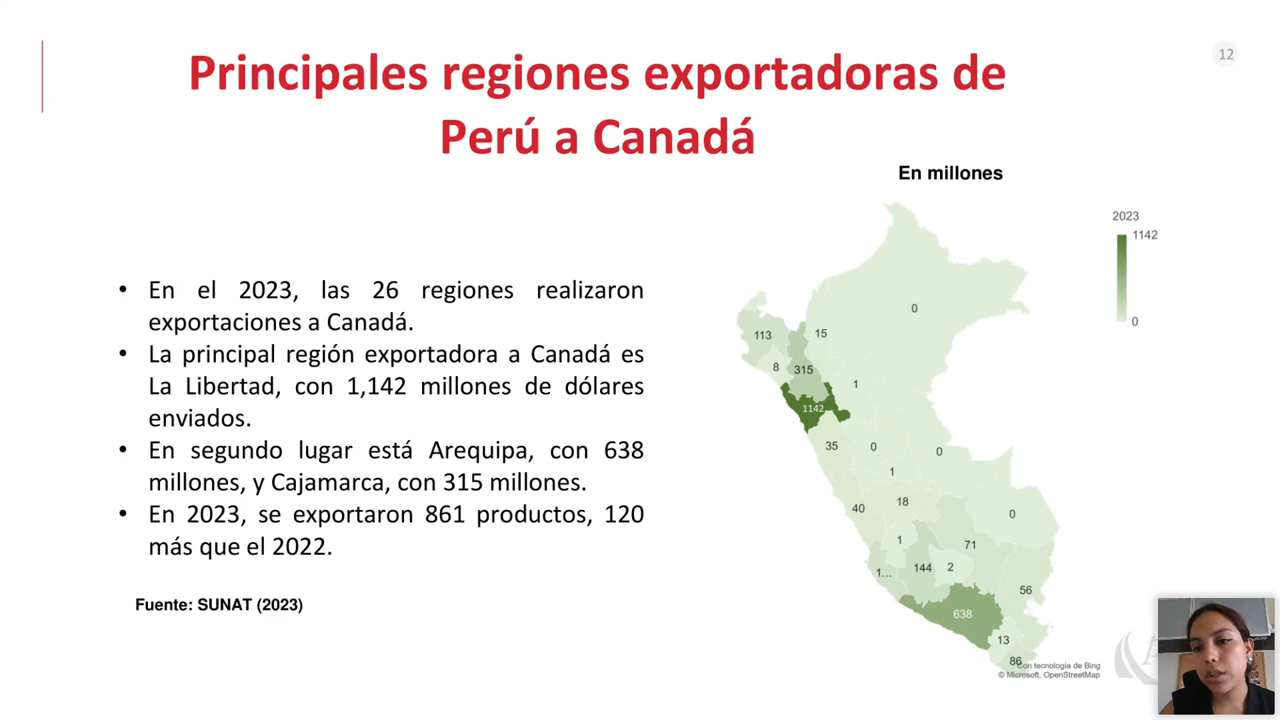 12
Principales regiones exportadoras de
Perú a Canadá
En millones
2023
1142
0
• En el 2023, las 26 regiones realizaron
exportaciones a Canadá.
• La principal región exportadora a Canadá es
La Libertad, con 1,142 millones de dólares
enviados.
• En segundo lugar está Arequipa, con 638
millones, y Cajamarca, con 315 millones.
• En 2023, se exportaron 861 productos, 120
más que el 2022.
Fuente: SUNAT (2023)
0
113
15
8
315
1
1142
35
0
0
1
18
40
0
1
71
1...
144
2
56
638
13
86
Con tecnología de Bing
© Microsoft, OpenStreetMap